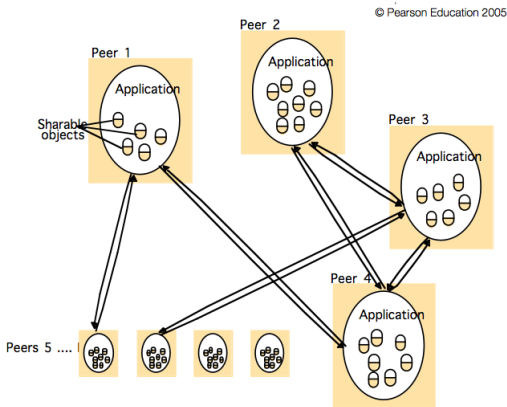 © Pearson Education 2005
Peer 2
Peer 1
Application
Application
Sharable
objects
Peer 3
Application
Peer 4
Application
Peers 5 ....